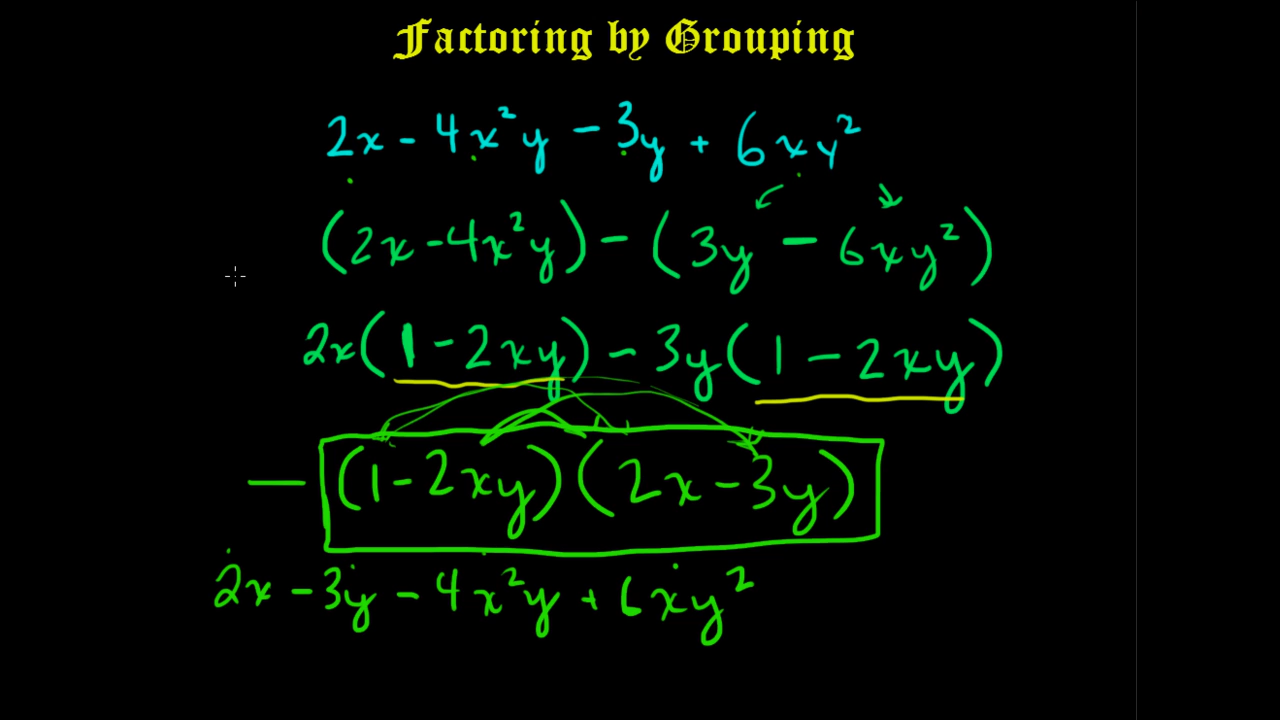 Factoring by Grouping
2x - 4x²y - 3y + 6xy²
(2x - 4x²y) - (3y - 6xy²)
2x(1 - 2xy) - 3y(1 - 2xy)
— (1 - 2xy)(2x - 3y)
2x - 3y - 4x²y + 6xy²